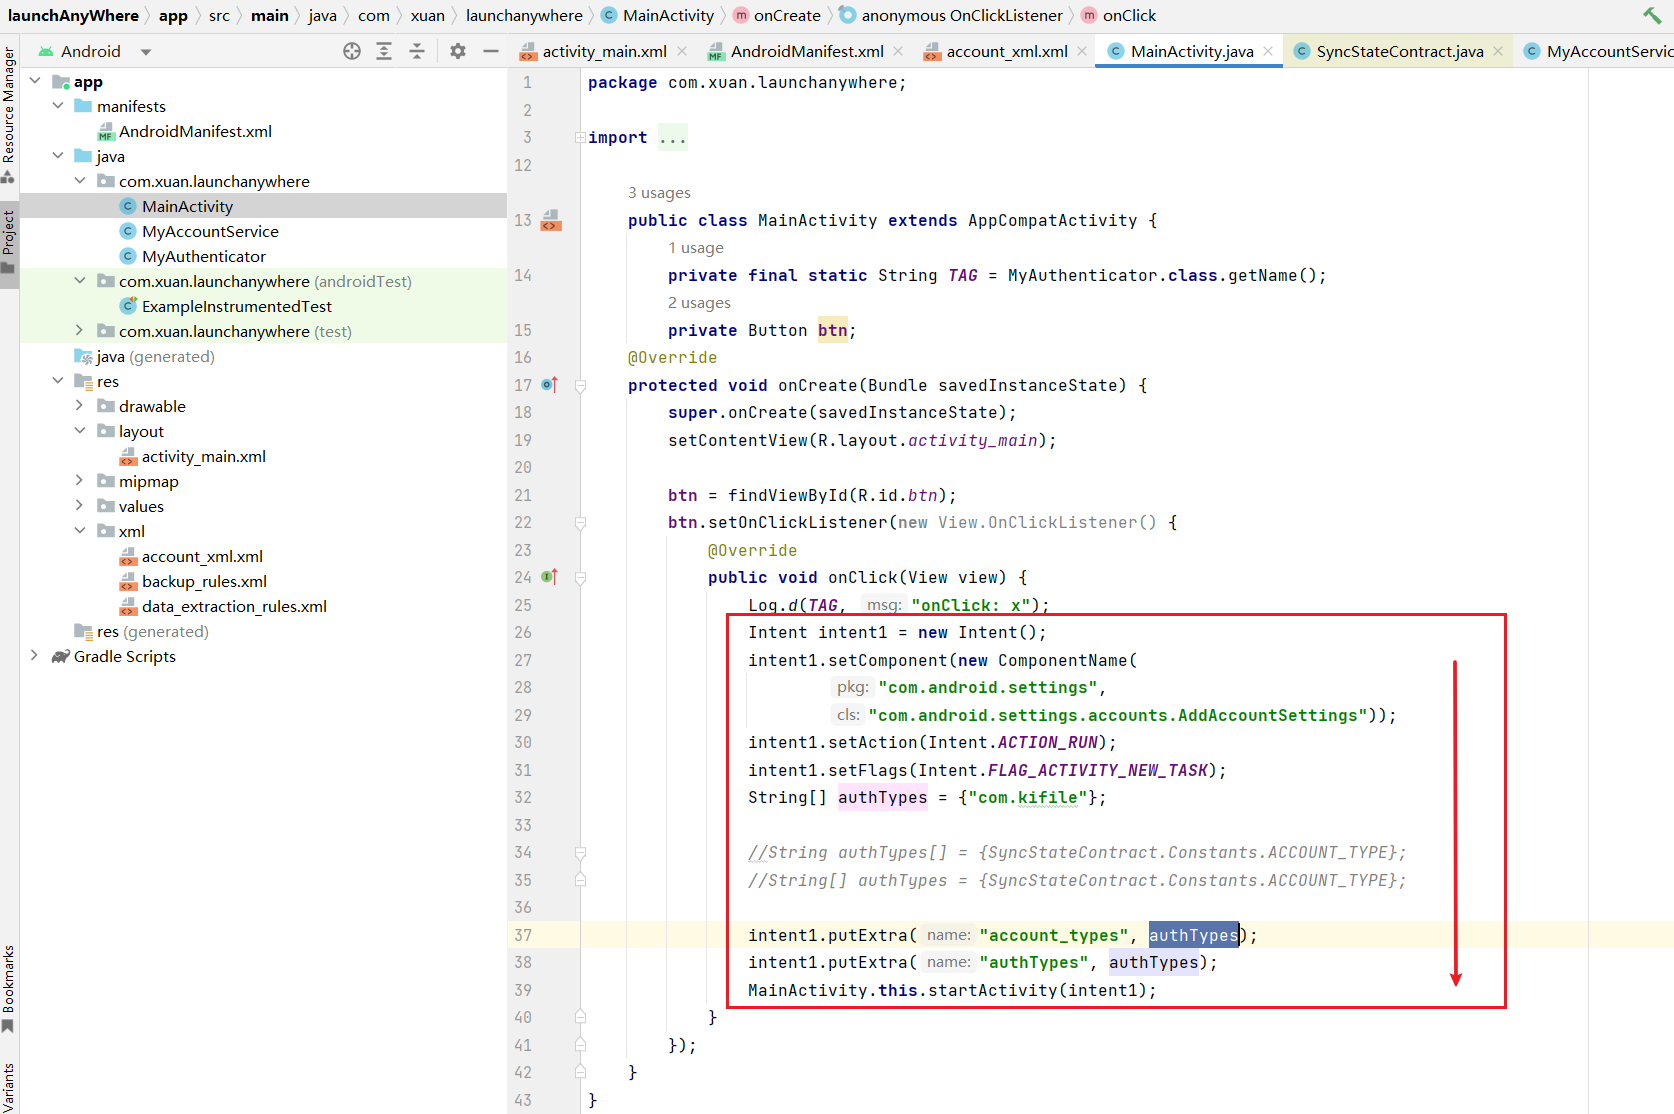 launchAnyWhere app src main java com xuan launchanywhere MainActivity onCreate anonymous OnClickListener onClick
Android
activity_main.xml AndroidManifest.xml account_xml.xml MainActivity.java SyncStateContract.java MyAccountServic
Resource Manager
Project
Bookmarks
Variants
app
manifests
AndroidManifest.xml
java
com.xuan.launchanywhere
MainActivity
MyAccountService
MyAuthenticator
com.xuan.launchanywhere (androidTest)
ExampleInstrumentedTest
com.xuan.launchanywhere (test)
java (generated)
res
drawable
layout
activity_main.xml
mipmap
values
xml
account_xml.xml
backup_rules.xml
data_extraction_rules.xml
res (generated)
Gradle Scripts
1 package com.xuan.launchanywhere;
2
3 import ...
12
3 usages
13 public class MainActivity extends AppCompatActivity {
1 usage
14 private final static String TAG = MyAuthenticator.class.getName();
2 usages
15 private Button btn;
16 @Override
17 protected void onCreate(Bundle savedInstanceState) {
18 super.onCreate(savedInstanceState);
19 setContentView(R.layout.activity_main);
20
21 btn = findViewById(R.id.btn);
22 btn.setOnClickListener(new View.OnClickListener() {
23 @Override
24 public void onClick(View view) {
25 Log.d(TAG, msg: "onClick: x");
26 Intent intent1 = new Intent();
27 intent1.setComponent(new ComponentName(
28 pkg: "com.android.settings",
29 cls: "com.android.settings.accounts.AddAccountSettings"));
30 intent1.setAction(Intent.ACTION_RUN);
31 intent1.setFlags(Intent.FLAG_ACTIVITY_NEW_TASK);
32 String[] authTypes = {"com.kifile"};
33
34 //String authTypes[] = {SyncStateContract.Constants.ACCOUNT_TYPE};
35 //String[] authTypes = {SyncStateContract.Constants.ACCOUNT_TYPE};
36
37 intent1.putExtra( name: "account_types", authTypes);
38 intent1.putExtra( name: "authTypes", authTypes);
39 MainActivity.this.startActivity(intent1);
40 }
41 });
42 }
43 }